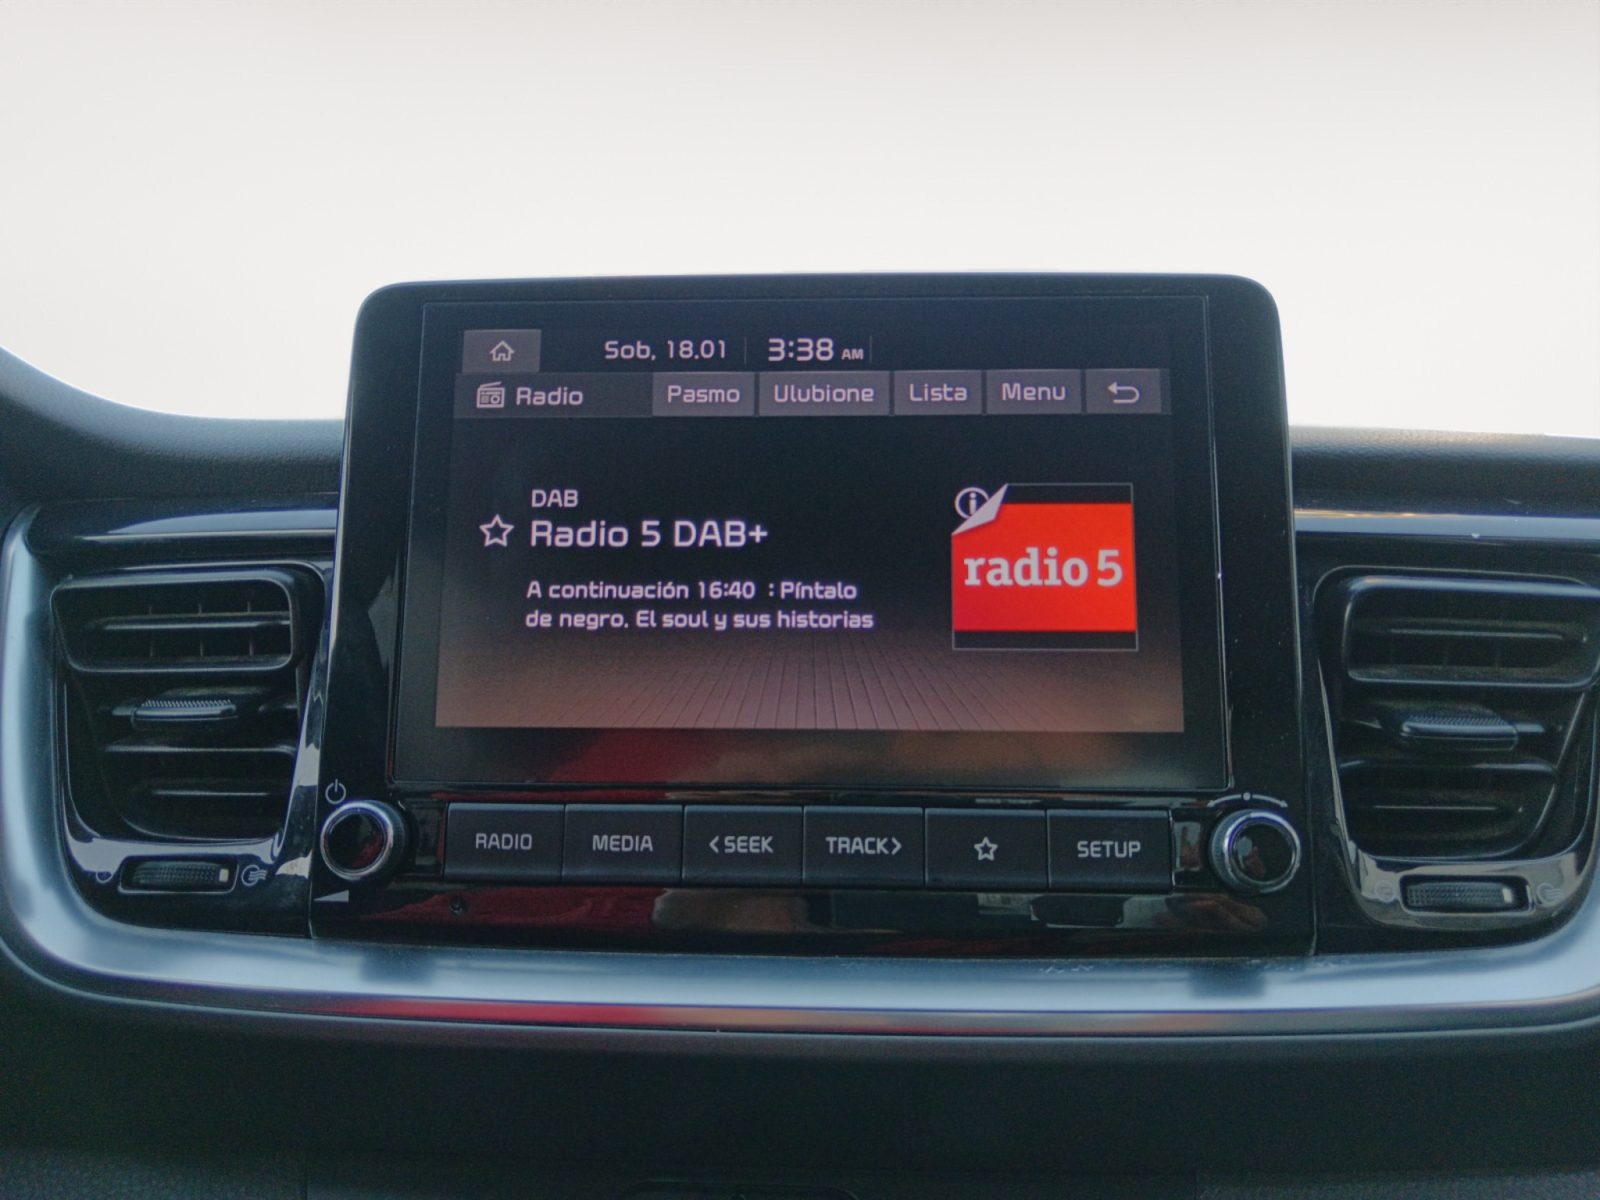 Sob, 18.01 3:38 AM
Radio Pasmo Ulubione Lista Menu
DAB
Radio 5 DAB+
A continuación 16:40 : Píntalo
de negro. El soul y sus historias
radio 5
RADIO MEDIA <SEEK TRACK> SETUP